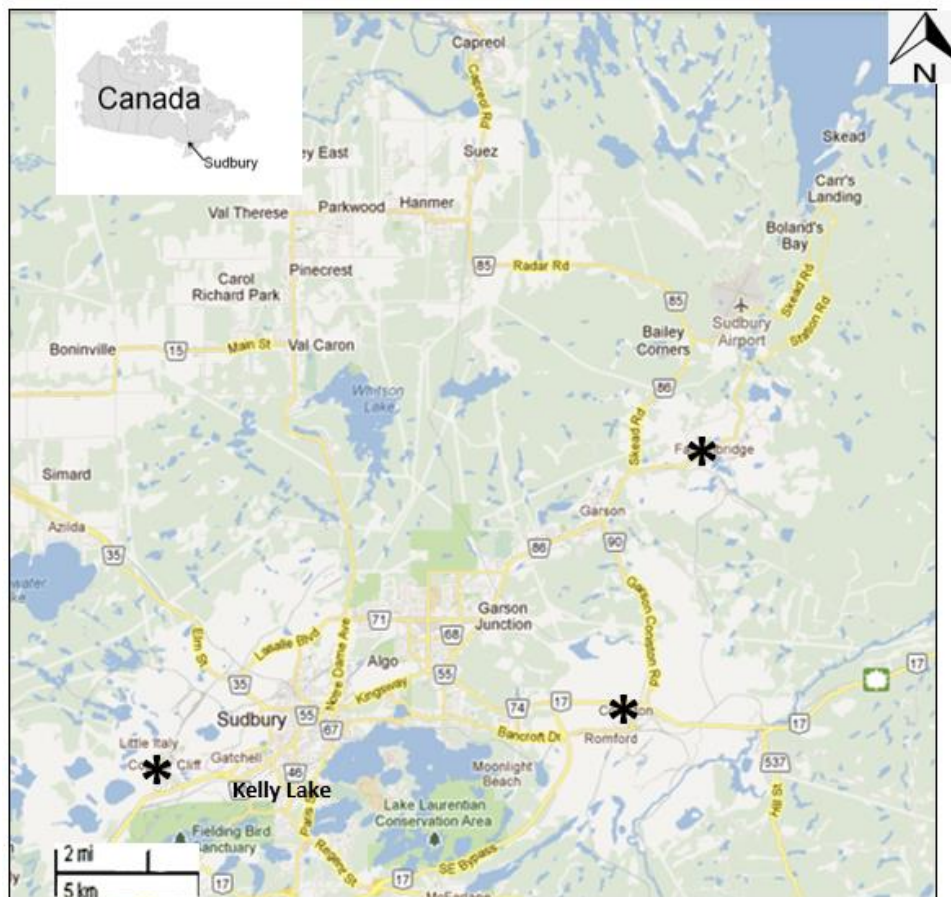 Capreol
N
Canada
Capreol Rd
Skead
Sudbury
ey East
Suez
Carr's
Landing
Val Therese
Parkwood
Hanmer
Boland's
Bay
85
Radar Rd
Pinecrest
Carol
Richard Park
85
Skead Rd
Station Rd
Sudbury
Airport
Bailey
Corners
Boninville
15
Main St
Val Caron
86
Whitson
Lake
Skead Rd
bridge
Simard
Garson
Azilda
86
90
35
Garson Coniston Rd
Garson
Junction
71
68
Lasalle Blvd
Elm St
Notre Dame Ave
Algo
17
55
Kingsway
35
74
17
Sudbury
55
67
17
Bancroft Dr
Romford
Little Italy
Cliff
Gatchell
46
Moonlight
Beach
537
Kelly Lake
Hill St
Lake Laurentian
Conservation Area
Fielding Bird
Sanctuary
Regent St
SE Bypass
2 mi
17
17
17
5 km